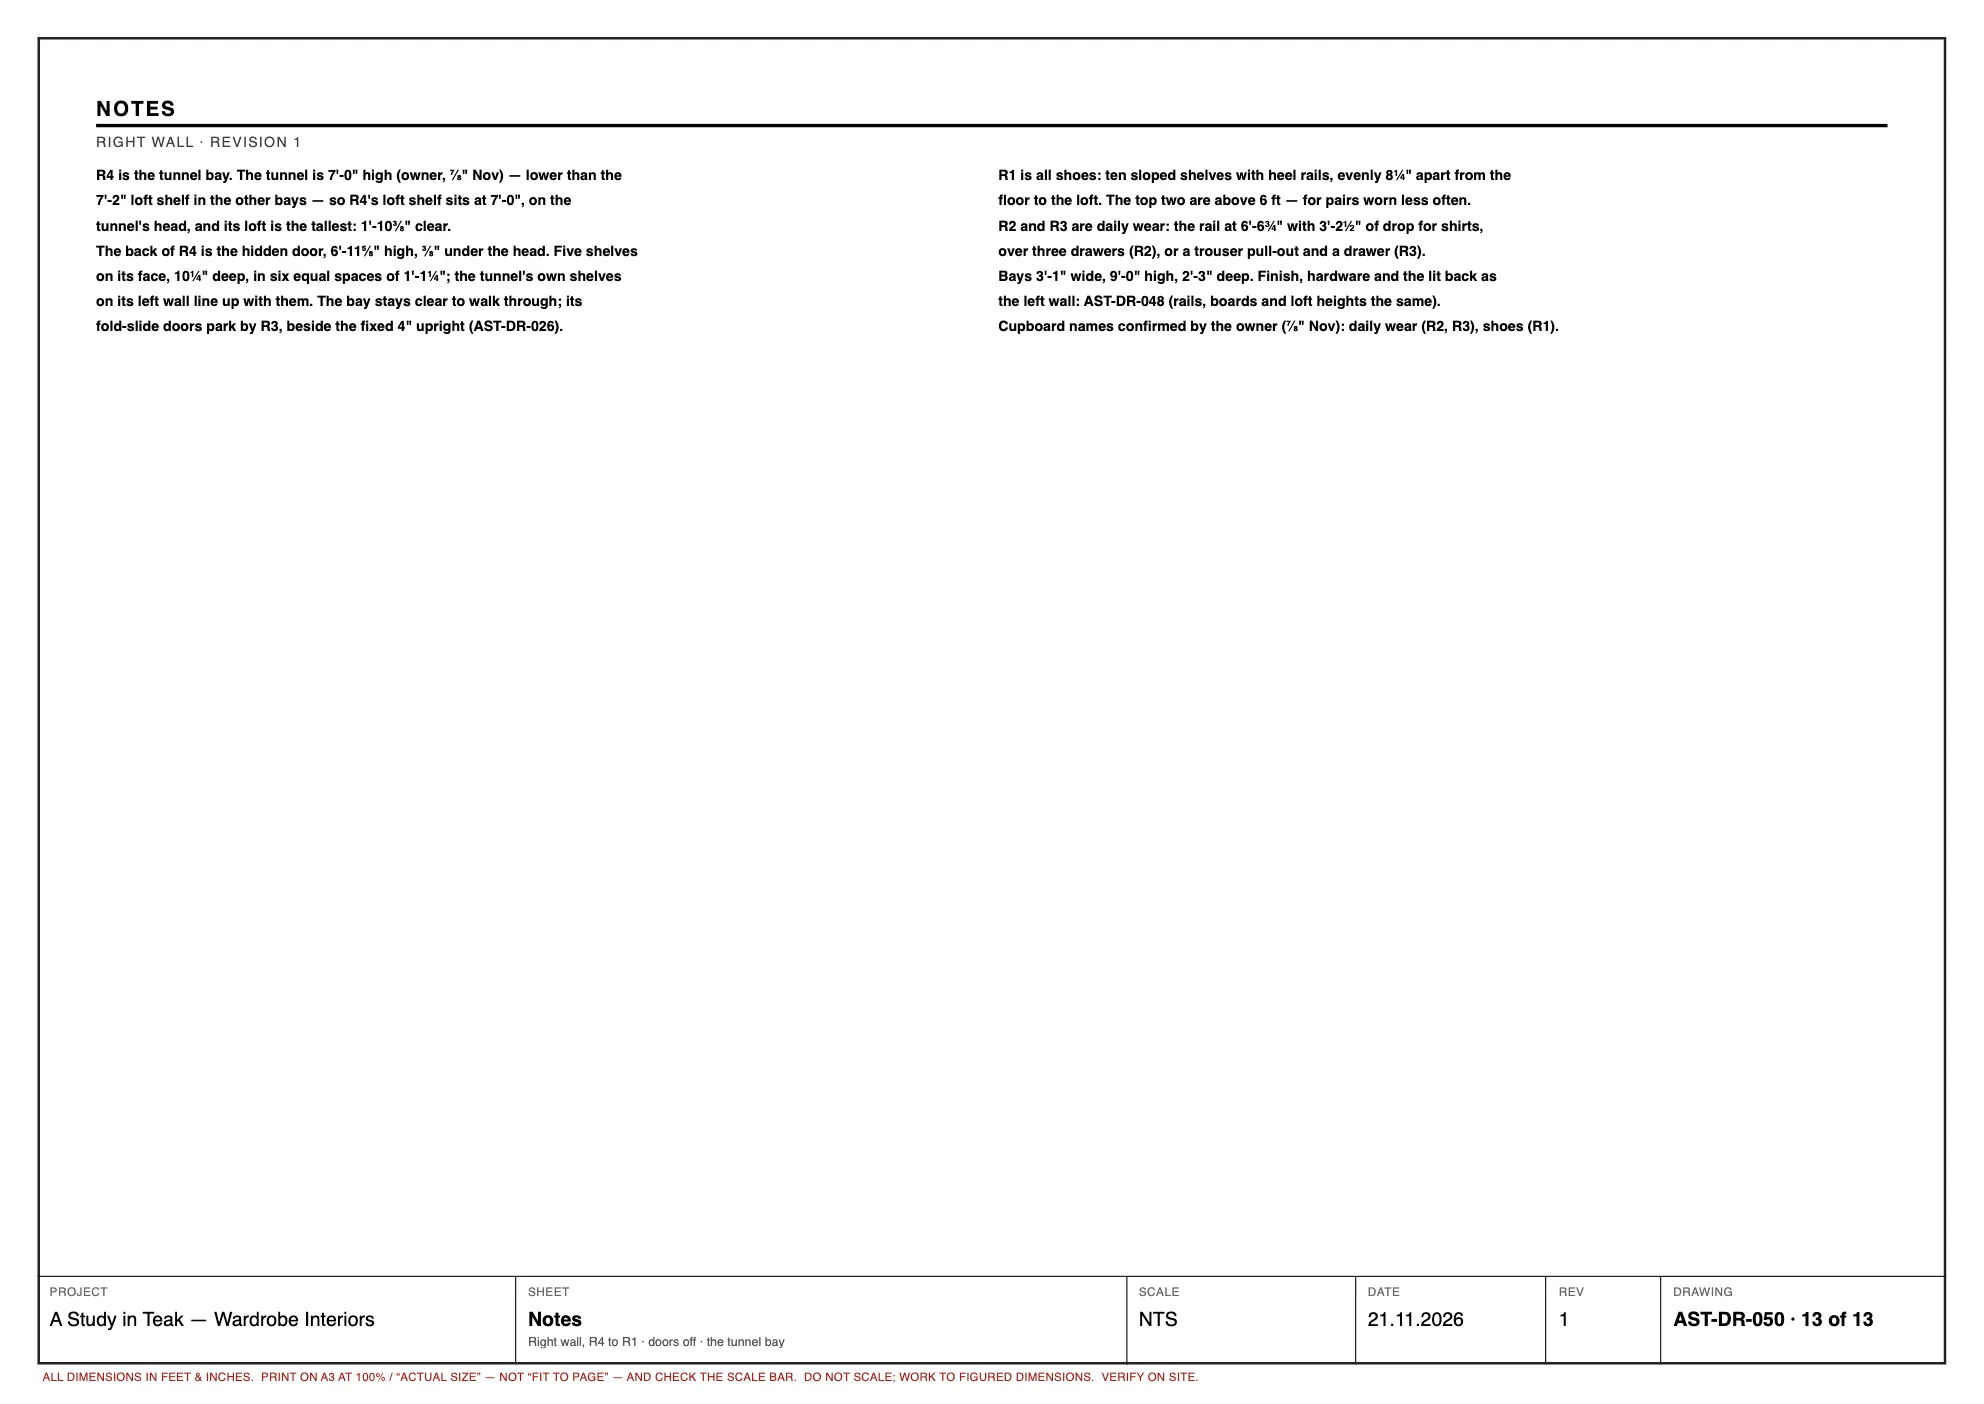 NOTES
RIGHT WALL · REVISION 1
R4 is the tunnel bay. The tunnel is 7'-0" high (owner, ⅞" Nov) — lower than the
7'-2" loft shelf in the other bays — so R4's loft shelf sits at 7'-0", on the
tunnel's head, and its loft is the tallest: 1'-10⅜" clear.
The back of R4 is the hidden door, 6'-11⅝" high, ⅜" under the head. Five shelves
on its face, 10¼" deep, in six equal spaces of 1'-1¼"; the tunnel's own shelves
on its left wall line up with them. The bay stays clear to walk through; its
fold-slide doors park by R3, beside the fixed 4" upright (AST-DR-026).
R1 is all shoes: ten sloped shelves with heel rails, evenly 8¼" apart from the
floor to the loft. The top two are above 6 ft — for pairs worn less often.
R2 and R3 are daily wear: the rail at 6'-6¾" with 3'-2½" of drop for shirts,
over three drawers (R2), or a trouser pull-out and a drawer (R3).
Bays 3'-1" wide, 9'-0" high, 2'-3" deep. Finish, hardware and the lit back as
the left wall: AST-DR-048 (rails, boards and loft heights the same).
Cupboard names confirmed by the owner (⅞" Nov): daily wear (R2, R3), shoes (R1).
PROJECT
A Study in Teak — Wardrobe Interiors
SHEET
Notes
Right wall, R4 to R1 · doors off · the tunnel bay
SCALE
NTS
DATE
21.11.2026
REV
1
DRAWING
AST-DR-050 · 13 of 13
ALL DIMENSIONS IN FEET & INCHES. PRINT ON A3 AT 100% / “ACTUAL SIZE” — NOT “FIT TO PAGE” — AND CHECK THE SCALE BAR. DO NOT SCALE; WORK TO FIGURED DIMENSIONS. VERIFY ON SITE.